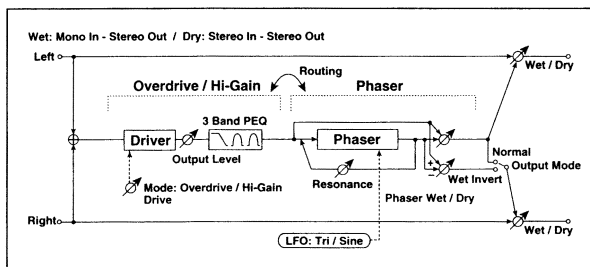 Wet: Mono In - Stereo Out / Dry: Stereo In - Stereo Out
Left
Wet / Dry
Routing
Overdrive / Hi-Gain
Phaser
3 Band PEQ
Driver
Phaser
Output Level
Normal
Output Mode
+
−
Wet Invert
Resonance
Mode: Overdrive / Hi-Gain
Drive
Phaser Wet / Dry
Right
LFO: Tri / Sine
Wet / Dry